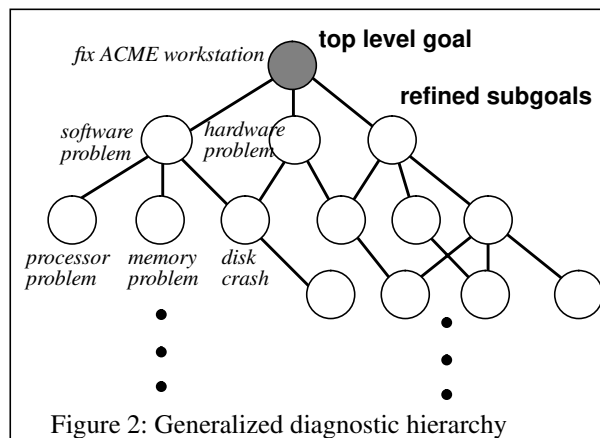 top level goal
fix ACME workstation
refined subgoals
software
problem
hardware
problem
processor
problem
memory
problem
disk
crash
Figure 2: Generalized diagnostic hierarchy